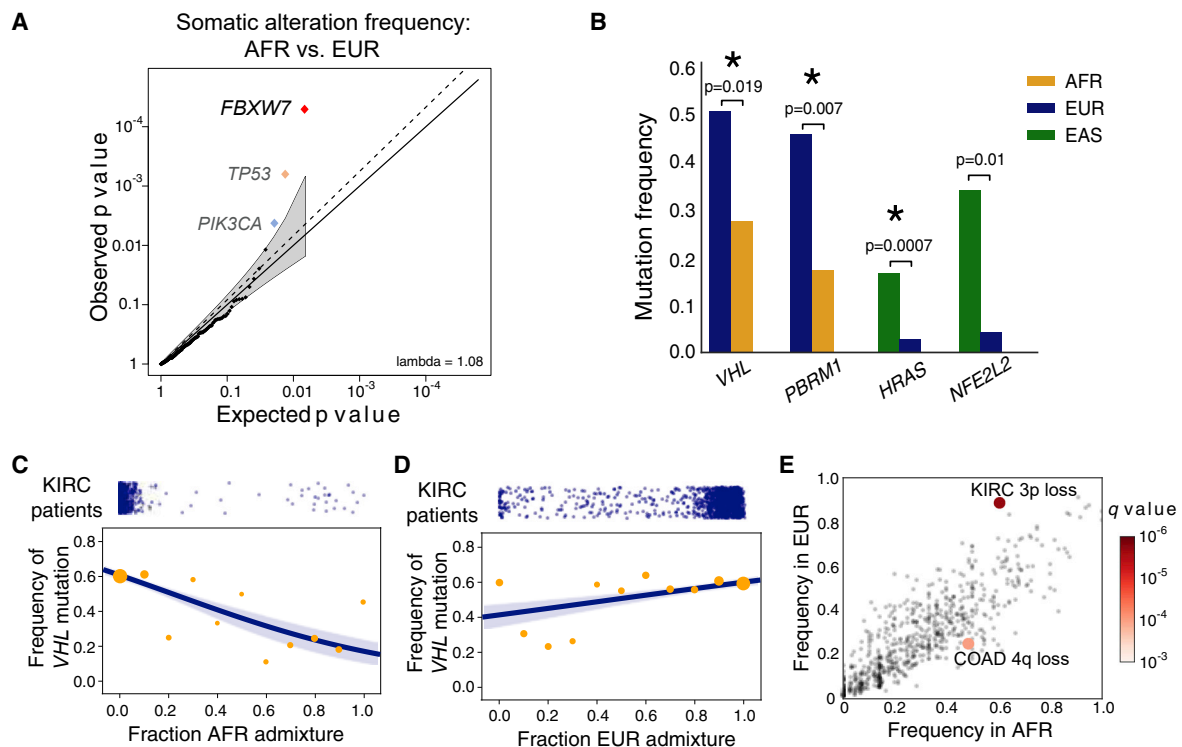 A
Somatic alteration frequency:
AFR vs. EUR
FBXW7
TP53
PIK3CA
Observed p value
10-4
10-3
0.01
0.1
1
lambda = 1.08
1
0.1
0.01
10-3
10-4
Expected p value
B
Mutation frequency
0.6
0.5
0.4
0.3
0.2
0.1
0.0
*
p=0.019
*
p=0.007
*
p=0.0007
p=0.01
VHL
PBRM1
HRAS
NFE2L2
AFR
EUR
EAS
C
KIRC
patients
Frequency of
VHL mutation
0.8
0.6
0.4
0.2
0.0
0.0 0.2 0.4 0.6 0.8 1.0
Fraction AFR admixture
D
KIRC
patients
Frequency of
VHL mutation
0.8
0.6
0.4
0.2
0.0
0.0 0.2 0.4 0.6 0.8 1.0
Fraction EUR admixture
E
Frequency in EUR
1.0
0.8
0.6
0.4
0.2
0
KIRC 3p loss
COAD 4q loss
0 0.2 0.4 0.6 0.8 1.0
Frequency in AFR
q value
10-6
10-5
10-4
10-3